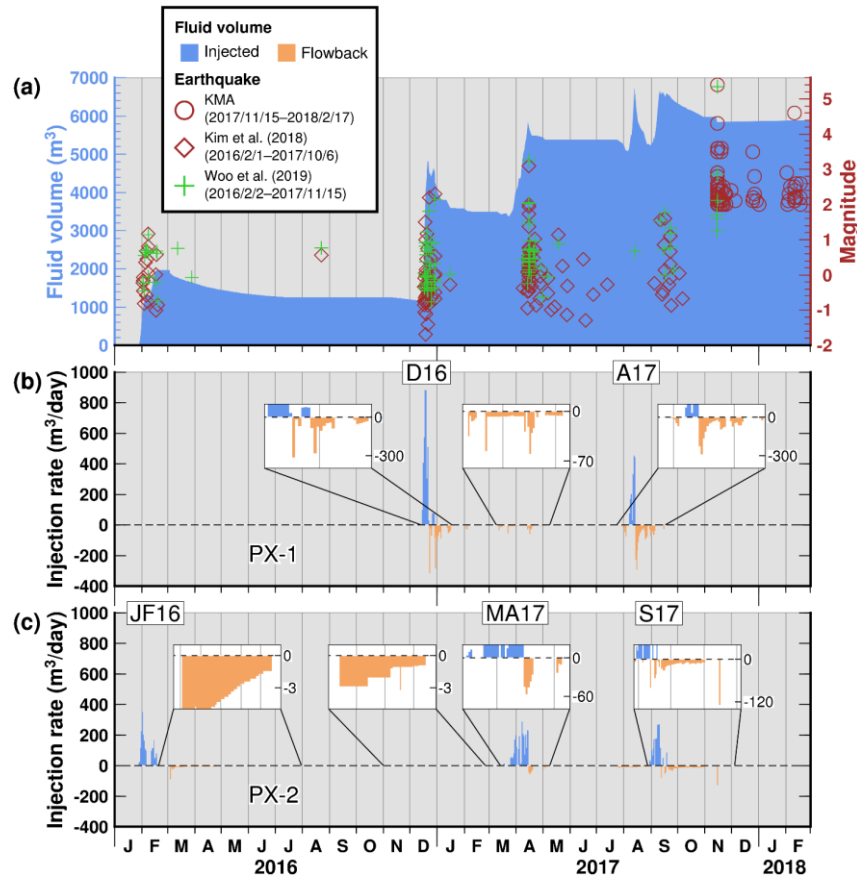 Fluid volume
Injected Flowback
Earthquake
KMA
(2017/11/15–2018/2/17)
Kim et al. (2018)
(2016/2/1–2017/10/6)
Woo et al. (2019)
(2016/2/2–2017/11/15)
(a)
Fluid volume (m³)
7000
6000
5000
4000
3000
2000
1000
0
Magnitude
5
4
3
2
1
0
-1
-2
(b)
D16
A17
Injection rate (m³/day)
1000
800
600
400
200
0
-200
-400
0
-300
0
-70
0
-300
PX-1
(c)
JF16
MA17
S17
Injection rate (m³/day)
1000
800
600
400
200
0
-200
-400
0
-3
0
-3
0
-60
0
-120
PX-2
J F M A M J J A S O N D J F M A M J J A S O N D J F
2016 2017 2018